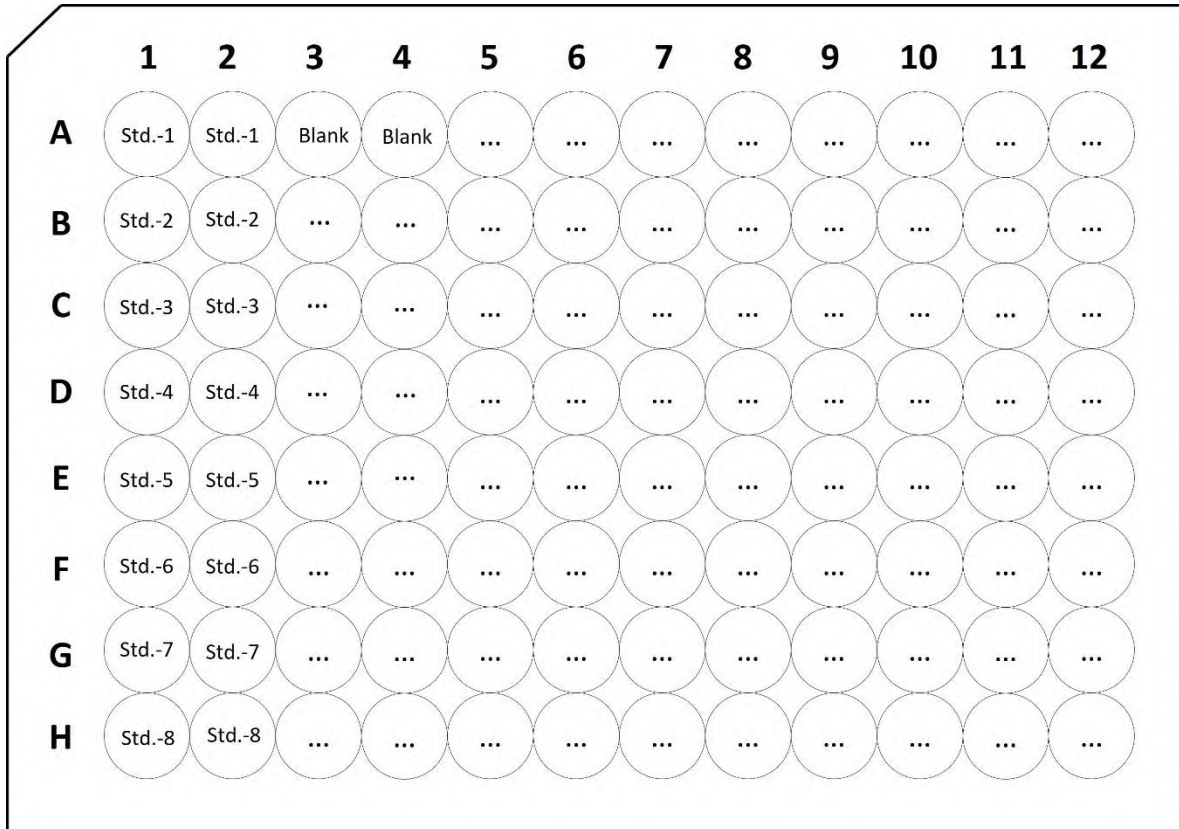 1 2 3 4 5 6 7 8 9 10 11 12
A Std.-1 Std.-1 Blank Blank ... ... ... ... ... ... ... ...
B Std.-2 Std.-2 ... ... ... ... ... ... ... ... ... ...
C Std.-3 Std.-3 ... ... ... ... ... ... ... ... ... ...
D Std.-4 Std.-4 ... ... ... ... ... ... ... ... ... ...
E Std.-5 Std.-5 ... ... ... ... ... ... ... ... ... ...
F Std.-6 Std.-6 ... ... ... ... ... ... ... ... ... ...
G Std.-7 Std.-7 ... ... ... ... ... ... ... ... ... ...
H Std.-8 Std.-8 ... ... ... ... ... ... ... ... ... ...